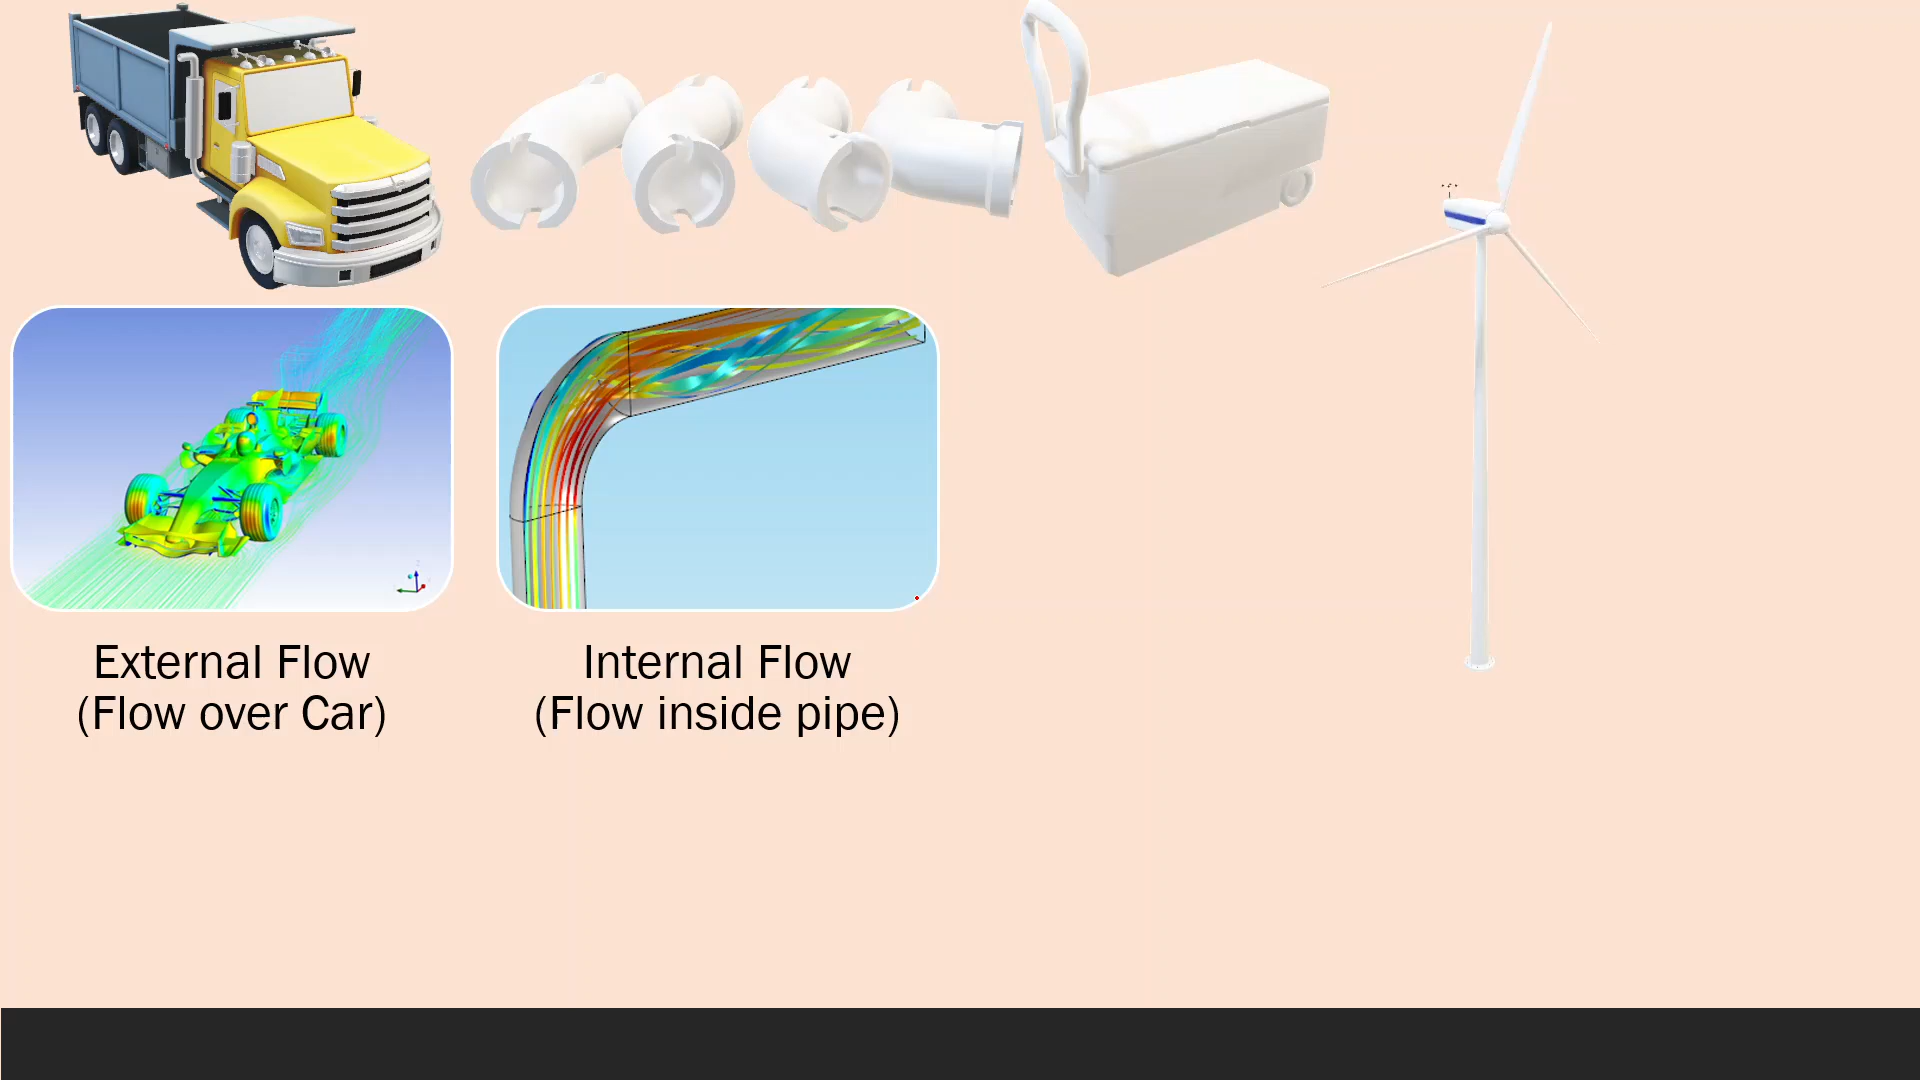 External Flow
(Flow over Car)
Internal Flow
(Flow inside pipe)